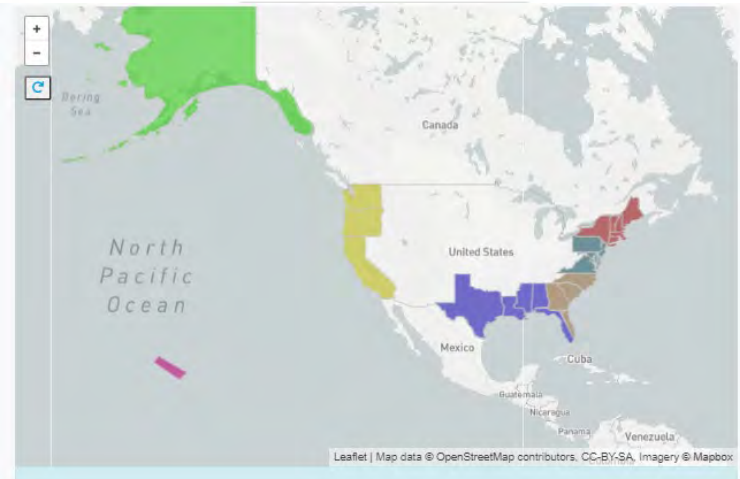 +
-
Bering
Sea
Canada
North
Pacific
Ocean
United States
Mexico
Cuba
Guatemala
Nicaragua
Panama
Venezuela
Leaflet | Map data © OpenStreetMap contributors, CC-BY-SA, Imagery © Mapbox